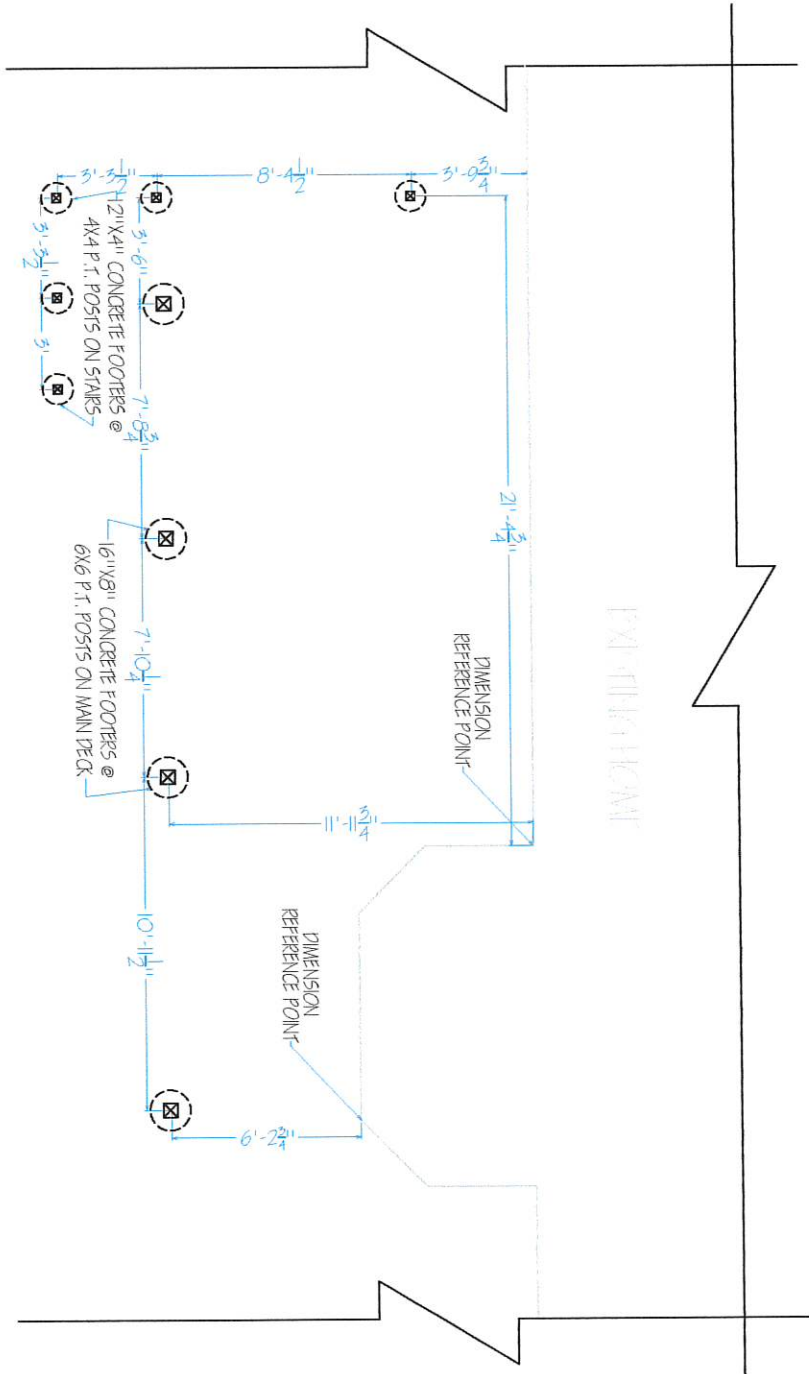 EXISTING HOME
3'-3 1/2"
8'-4 1/2"
3'-9 3/4"
12"X4" CONCRETE FOOTERS @
4X4 P.T. POSTS ON STAIRS
3'-3 1/2"
3'
3'-6"
7'-8 3/4"
21'-4 3/4"
DIMENSION
REFERENCE POINT
16"X8" CONCRETE FOOTERS @
6X6 P.T. POSTS ON MAIN DECK
7'-10 1/4"
11'-11 3/4"
DIMENSION
REFERENCE POINT
10'-11 1/2"
6'-2 3/4"